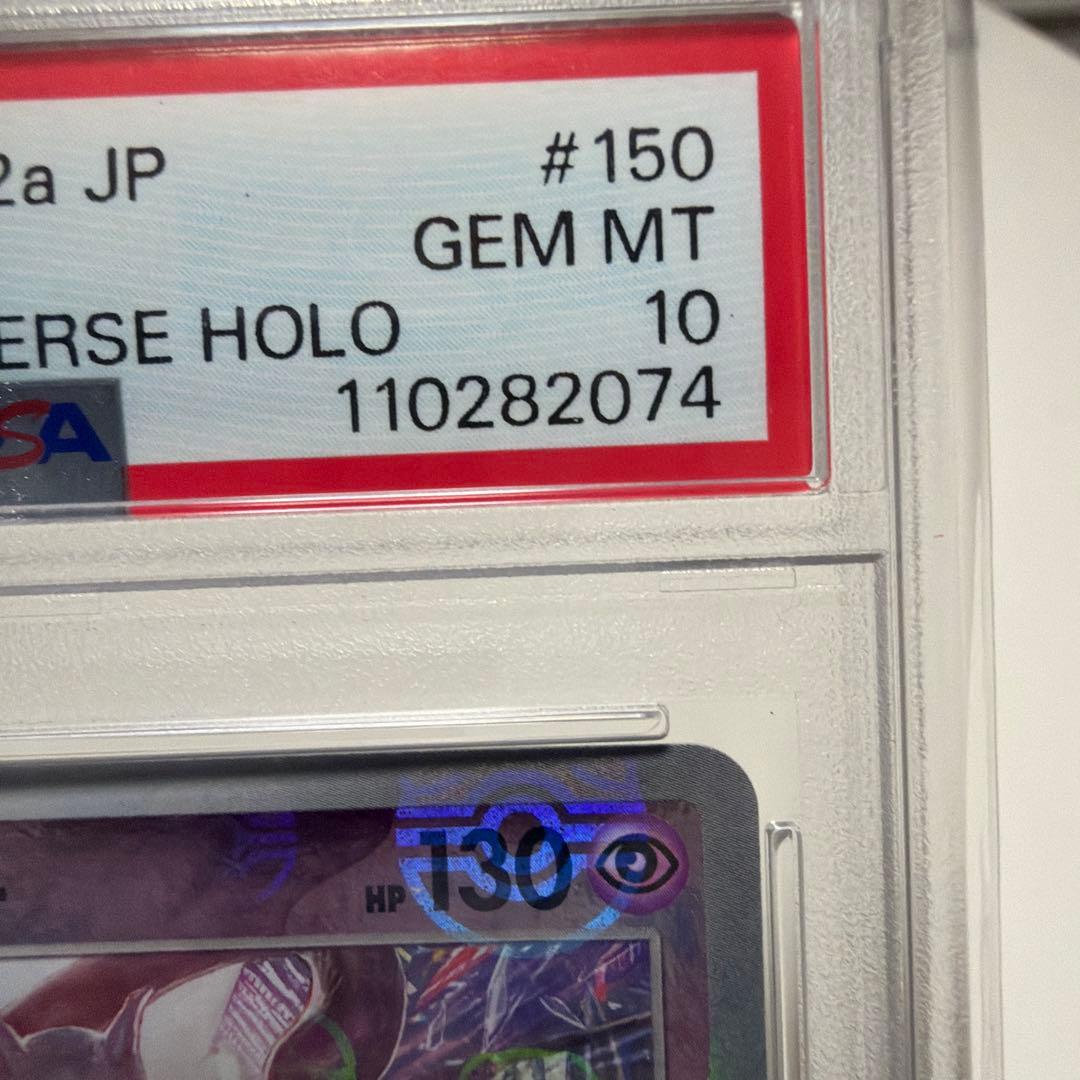 2a JP #150
GEM MT
ERSE HOLO 10
SA 110282074
HP 130